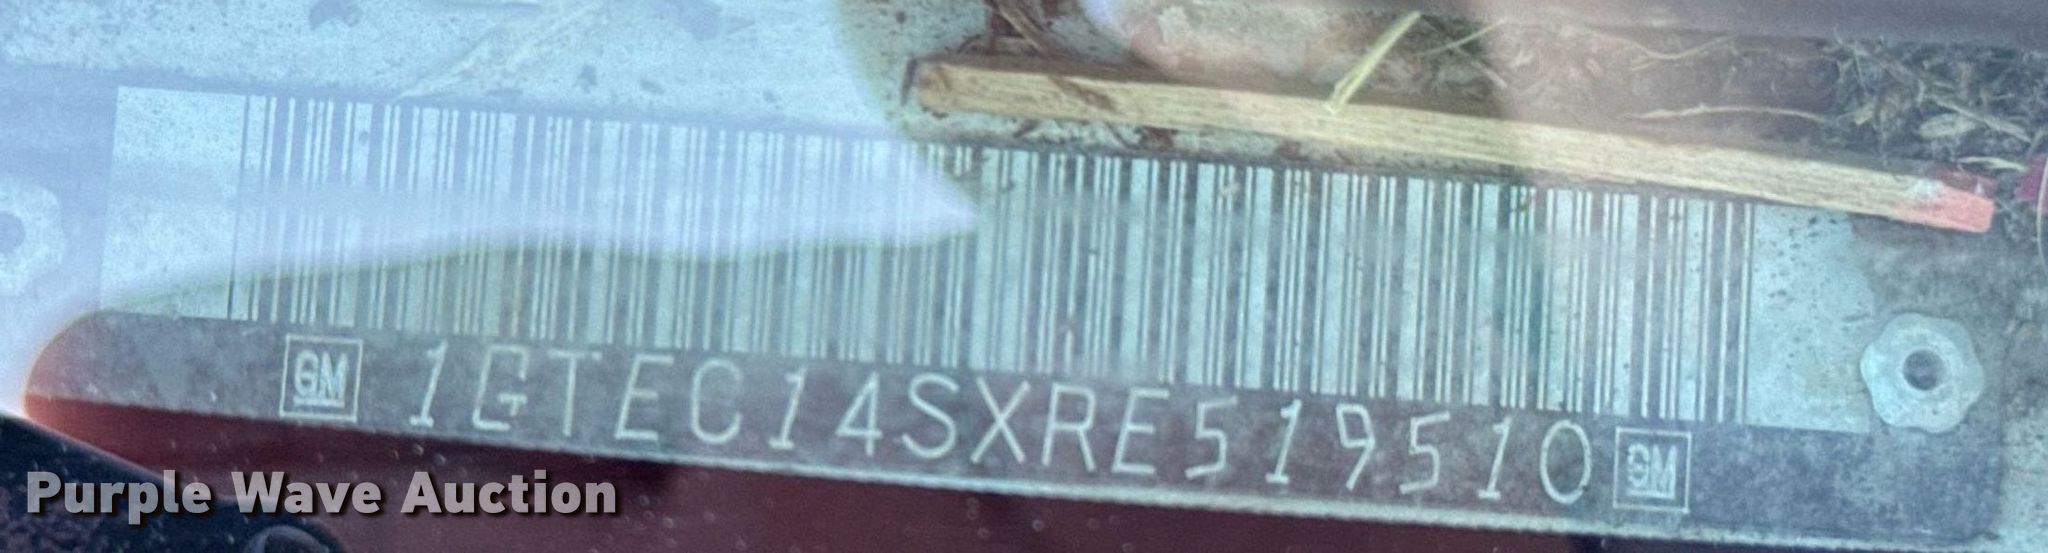 GM 1GTEC14SXRE519510 GM
Purple Wave Auction